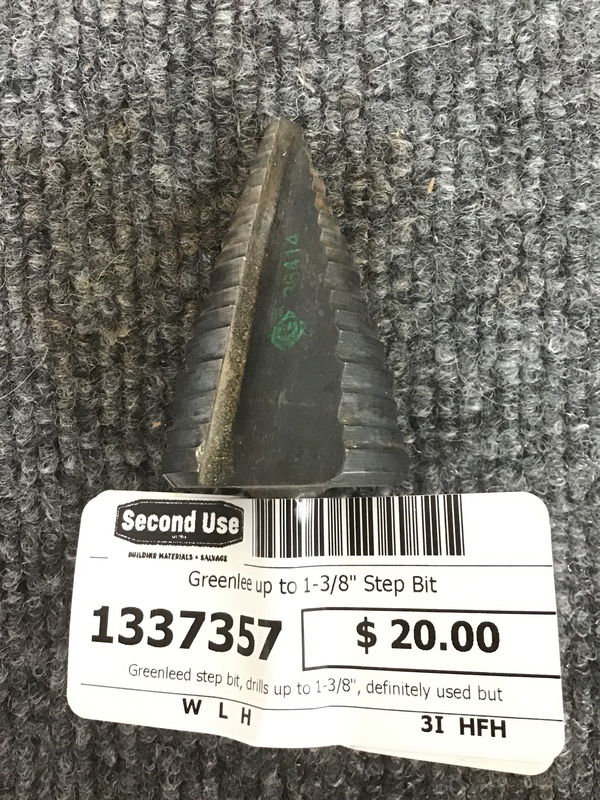 Second Use
BUILDING MATERIALS • SALVAGE
Greenlee up to 1-3/8" Step Bit
1337357
$ 20.00
Greenleed step bit, drills up to 1-3/8", definitely used but
W L H
3I HFH